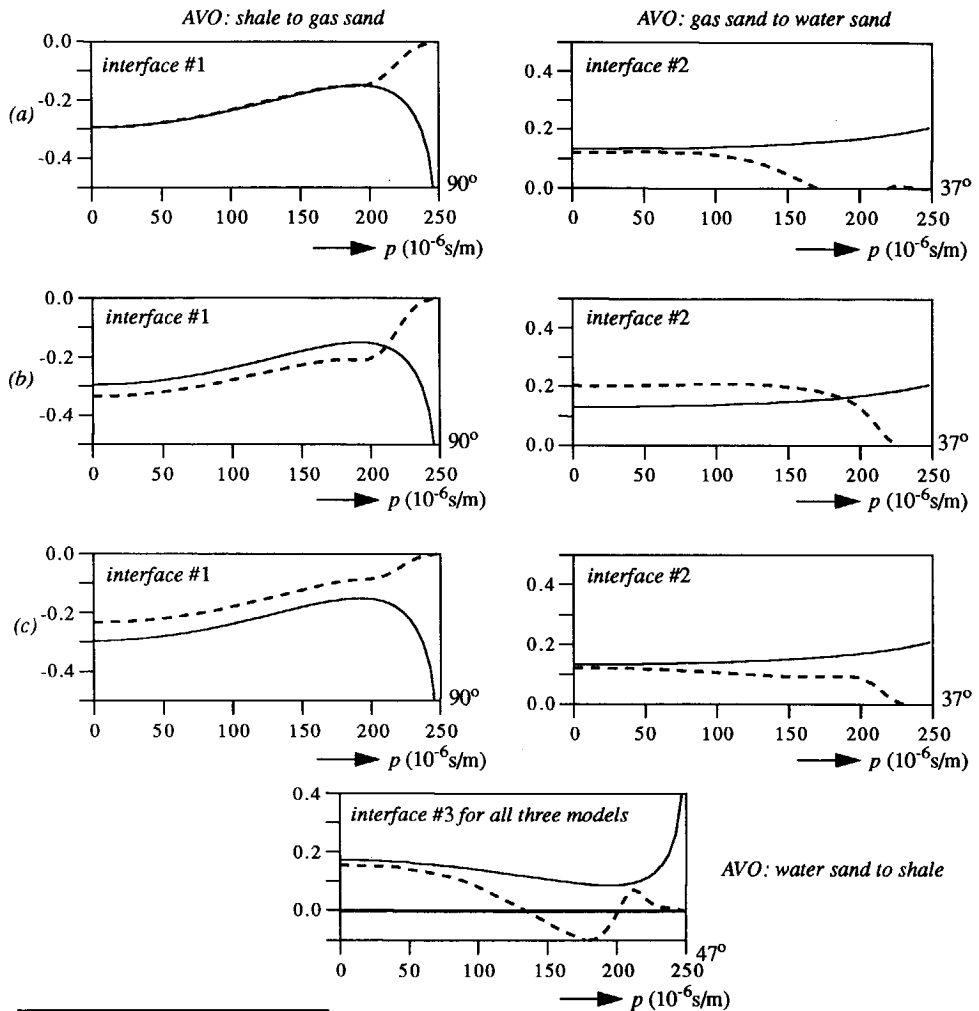 AVO: shale to gas sand
AVO: gas sand to water sand
(a)
interface #1
0.0
-0.2
-0.4
90°
0 50 100 150 200 250
p (10-6s/m)
interface #2
0.4
0.2
0.0
37°
0 50 100 150 200 250
p (10-6s/m)
(b)
interface #1
0.0
-0.2
-0.4
90°
0 50 100 150 200 250
p (10-6s/m)
interface #2
0.4
0.2
0.0
37°
0 50 100 150 200 250
p (10-6s/m)
(c)
interface #1
0.0
-0.2
-0.4
90°
0 50 100 150 200 250
p (10-6s/m)
interface #2
0.4
0.2
0.0
37°
0 50 100 150 200 250
p (10-6s/m)
interface #3 for all three models
0.4
0.2
0.0
47°
0 50 100 150 200 250
p (10-6s/m)
AVO: water sand to shale